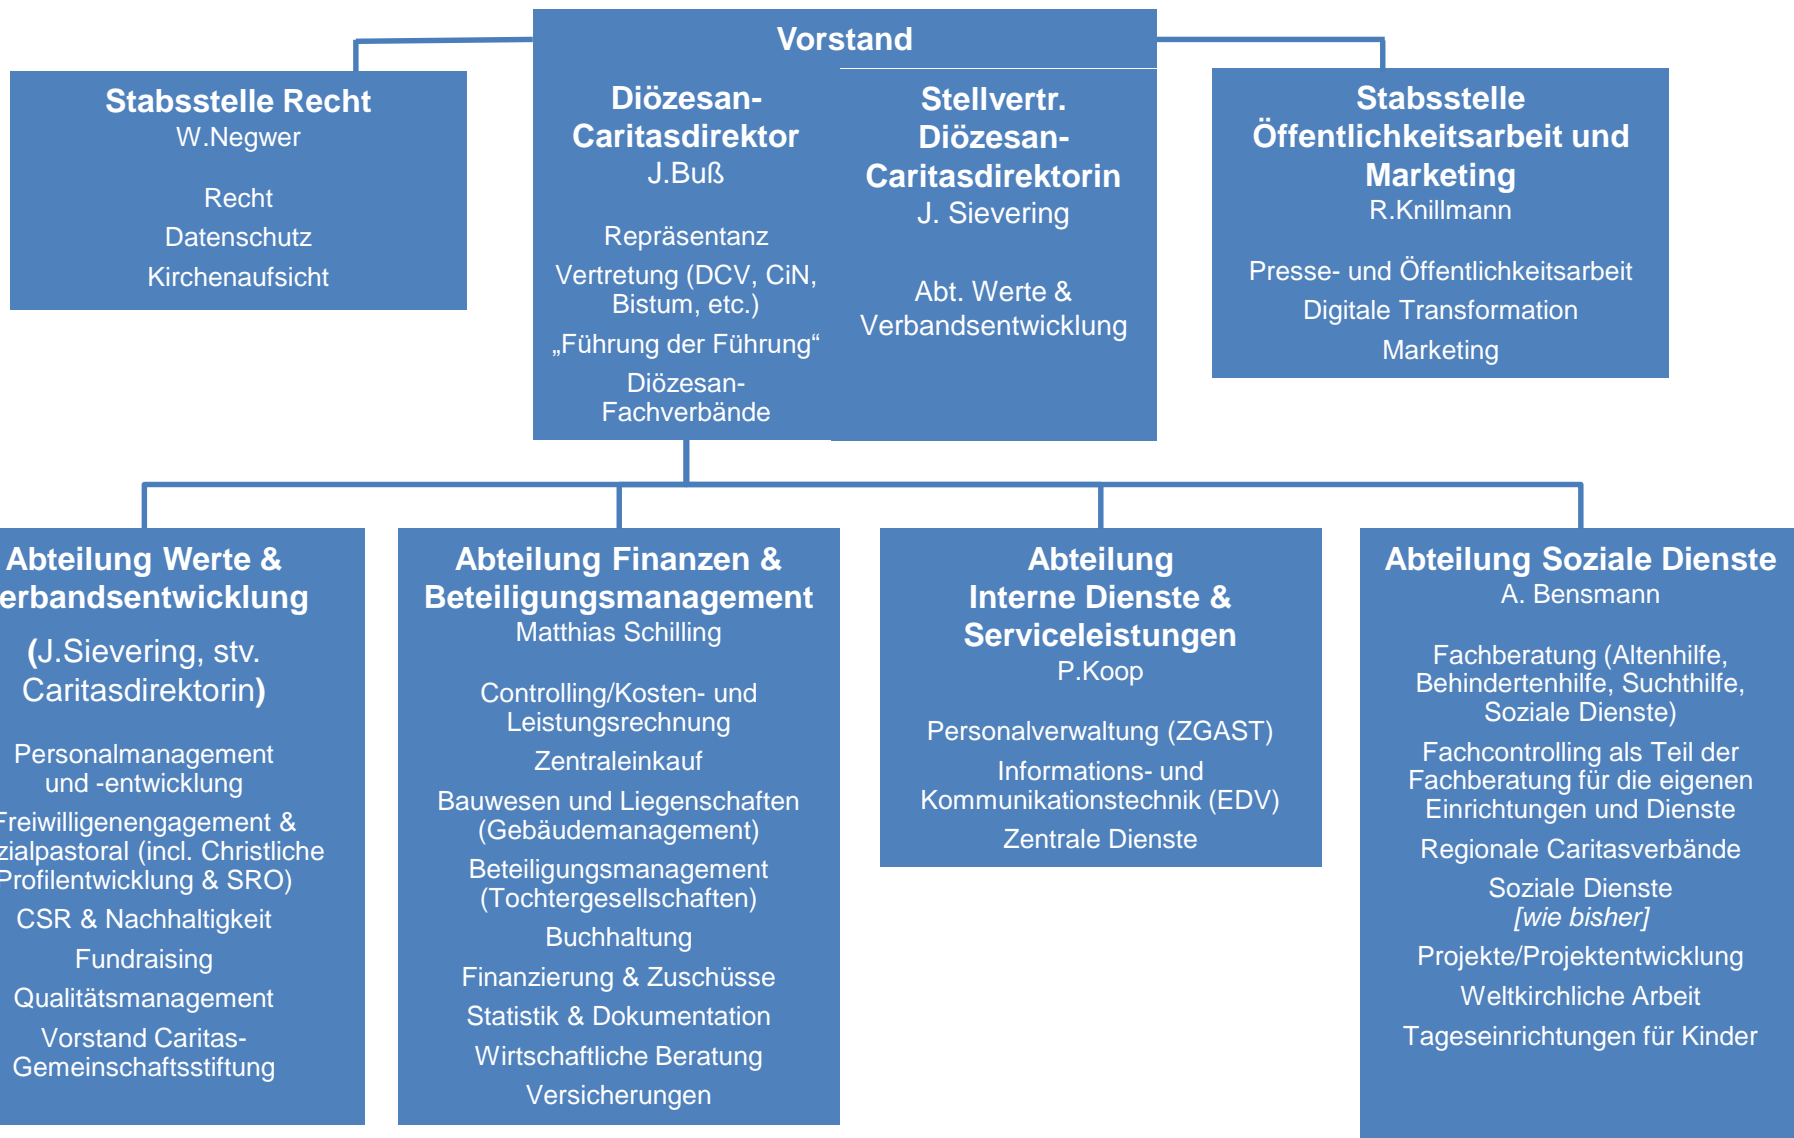 Vorstand
Stabsstelle Recht
W.Negwer
Recht
Datenschutz
Kirchenaufsicht
Diözesan-
Caritasdirektor
J.Buß
Repräsentanz
Vertretung (DCV, CiN,
Bistum, etc.)
„Führung der Führung“
Diözesan-
Fachverbände
Stellvertr.
Diözesan-
Caritasdirektorin
J. Sievering
Abt. Werte &
Verbandsentwicklung
Stabsstelle
Öffentlichkeitsarbeit und
Marketing
R.Knillmann
Presse- und Öffentlichkeitsarbeit
Digitale Transformation
Marketing
Abteilung Werte &
erbandsentwicklung
(J.Sievering, stv.
Caritasdirektorin)
Personalmanagement
und -entwicklung
Freiwilligenengagement &
zialpastoral (incl. Christliche
Profilentwicklung & SRO)
CSR & Nachhaltigkeit
Fundraising
Qualitätsmanagement
Vorstand Caritas-
Gemeinschaftsstiftung
Abteilung Finanzen &
Beteiligungsmanagement
Matthias Schilling
Controlling/Kosten- und
Leistungsrechnung
Zentraleinkauf
Bauwesen und Liegenschaften
(Gebäudemanagement)
Beteiligungsmanagement
(Tochtergesellschaften)
Buchhaltung
Finanzierung & Zuschüsse
Statistik & Dokumentation
Wirtschaftliche Beratung
Versicherungen
Abteilung
Interne Dienste &
Serviceleistungen
P.Koop
Personalverwaltung (ZGAST)
Informations- und
Kommunikationstechnik (EDV)
Zentrale Dienste
Abteilung Soziale Dienste
A. Bensmann
Fachberatung (Altenhilfe,
Behindertenhilfe, Suchthilfe,
Soziale Dienste)
Fachcontrolling als Teil der
Fachberatung für die eigenen
Einrichtungen und Dienste
Regionale Caritasverbände
Soziale Dienste
[wie bisher]
Projekte/Projektentwicklung
Weltkirchliche Arbeit
Tageseinrichtungen für Kinder